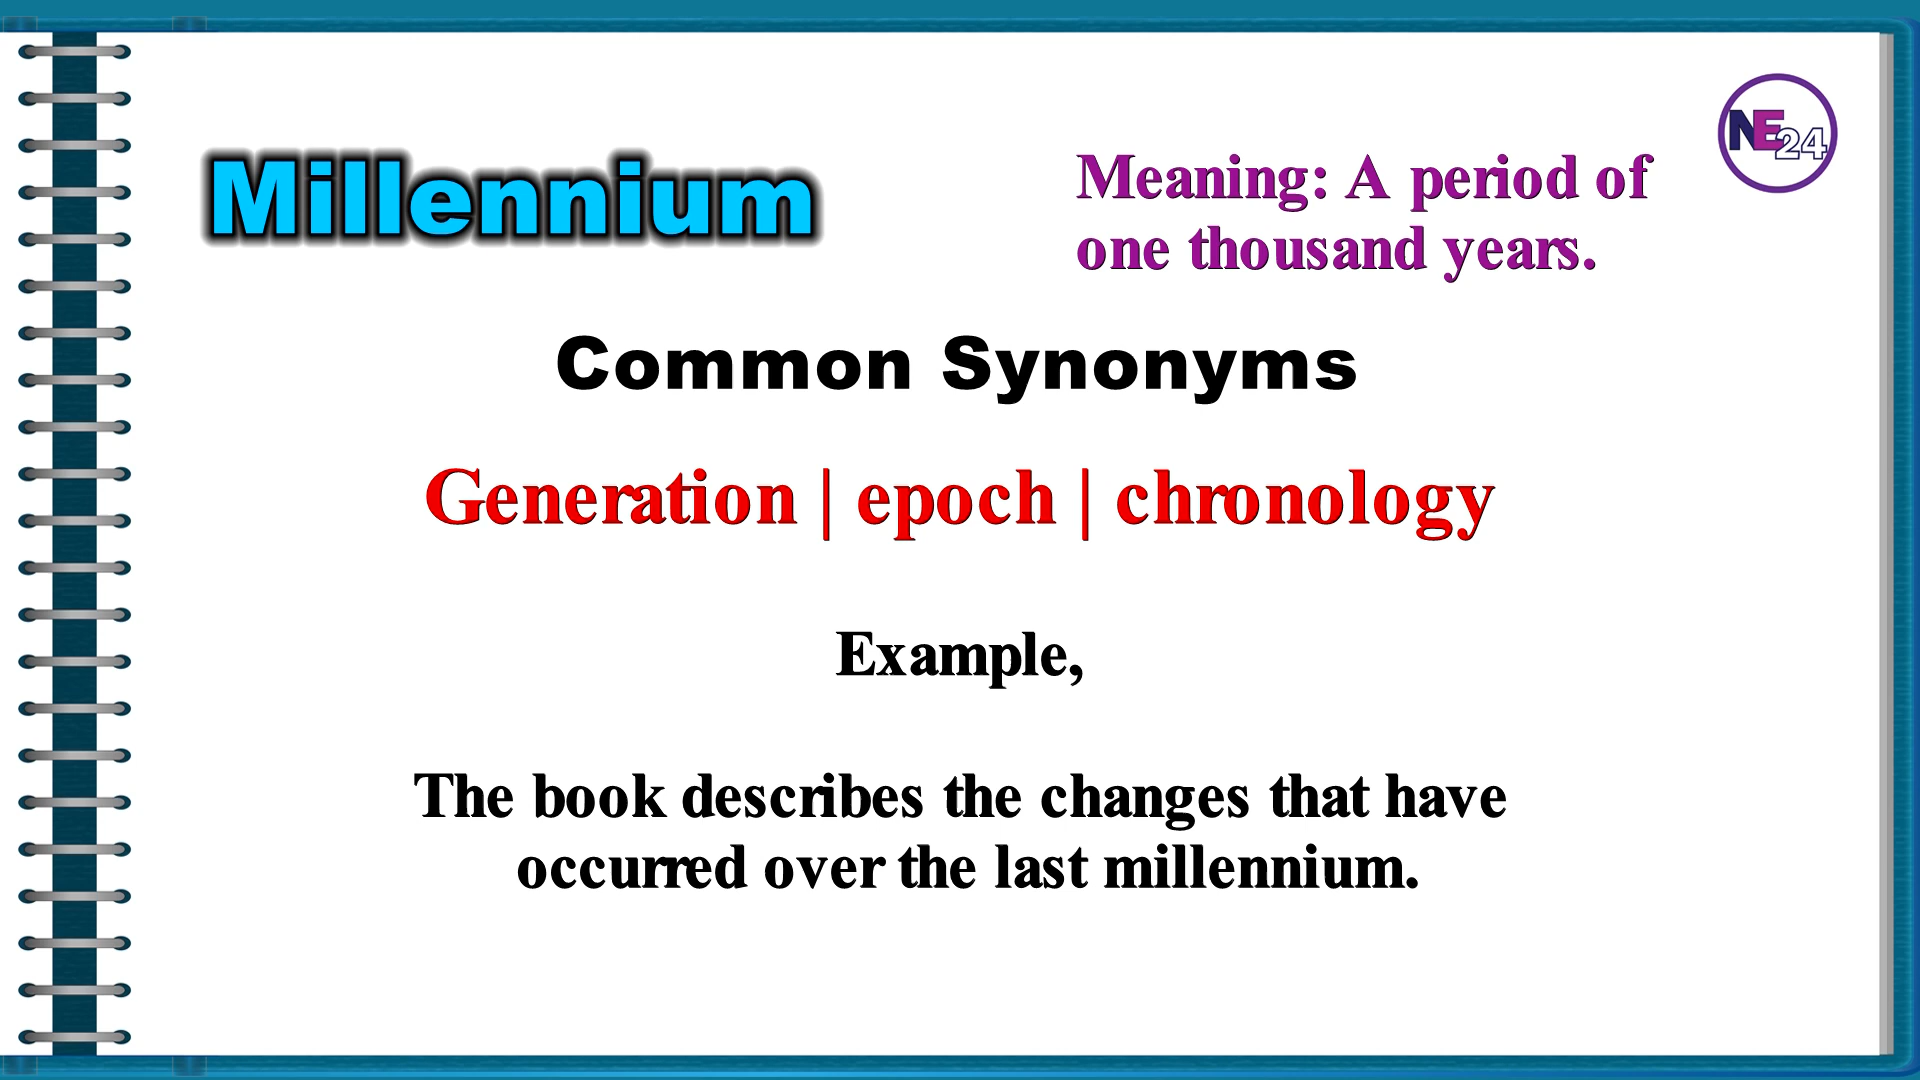 Millennium
Meaning: A period of
one thousand years.
NE24
Common Synonyms
Generation | epoch | chronology
Example,
The book describes the changes that have
occurred over the last millennium.